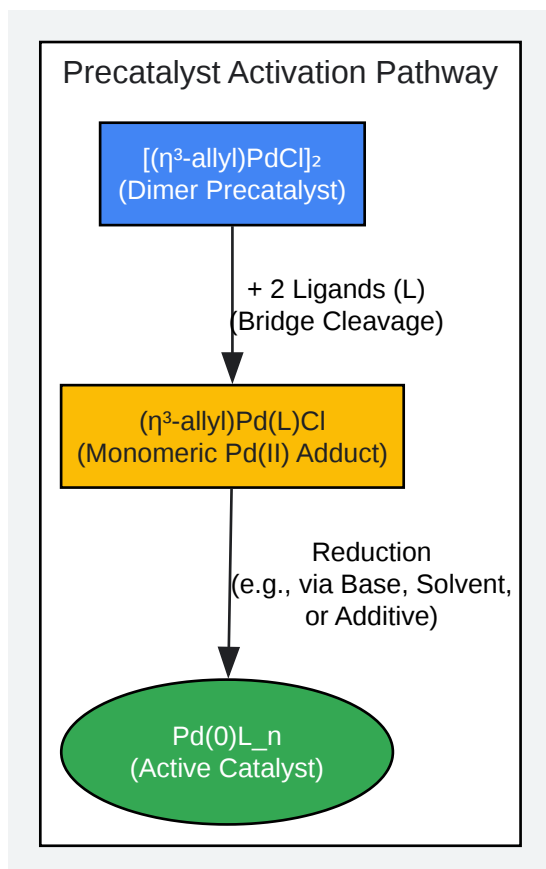 Precatalyst Activation Pathway
[(η³-allyl)PdCl]₂
(Dimer Precatalyst)
+ 2 Ligands (L)
(Bridge Cleavage)
(η³-allyl)Pd(L)Cl
(Monomeric Pd(II) Adduct)
Reduction
(e.g., via Base, Solvent,
or Additive)
Pd(0)L_n
(Active Catalyst)